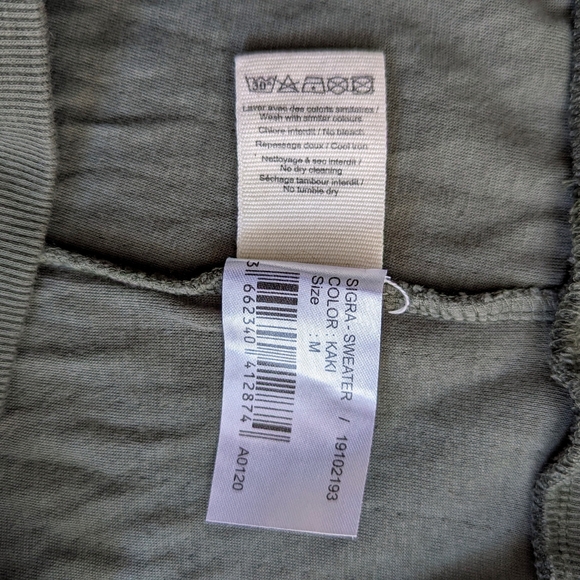 30°
Laver avec des coloris similaires /
Wash with similar colours
Chlore interdit / No bleach
Repassage doux / Cool iron
Nettoyage à sec interdit /
No dry cleaning
Séchage tambour interdit /
No tumble dry
SIGRA - SWEATER / 19102193
COLOR : KAKI
Size : M
3 662340 412874 A0120